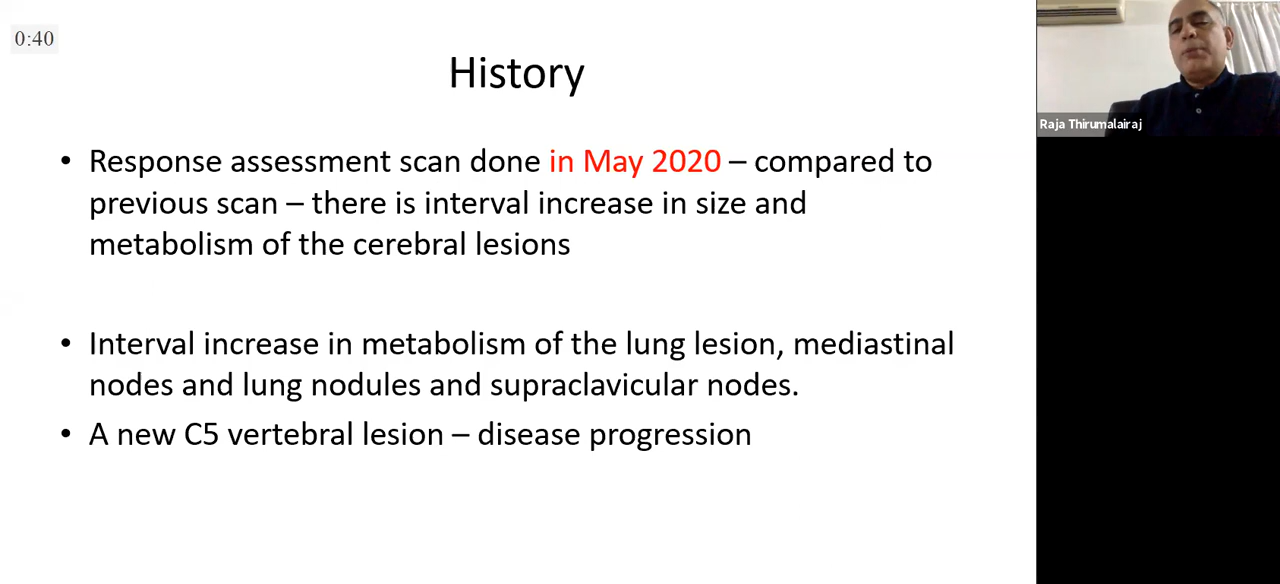 0:40
History
• Response assessment scan done in May 2020 – compared to
previous scan – there is interval increase in size and
metabolism of the cerebral lesions
• Interval increase in metabolism of the lung lesion, mediastinal
nodes and lung nodules and supraclavicular nodes.
• A new C5 vertebral lesion – disease progression
Raja Thirumalairaj